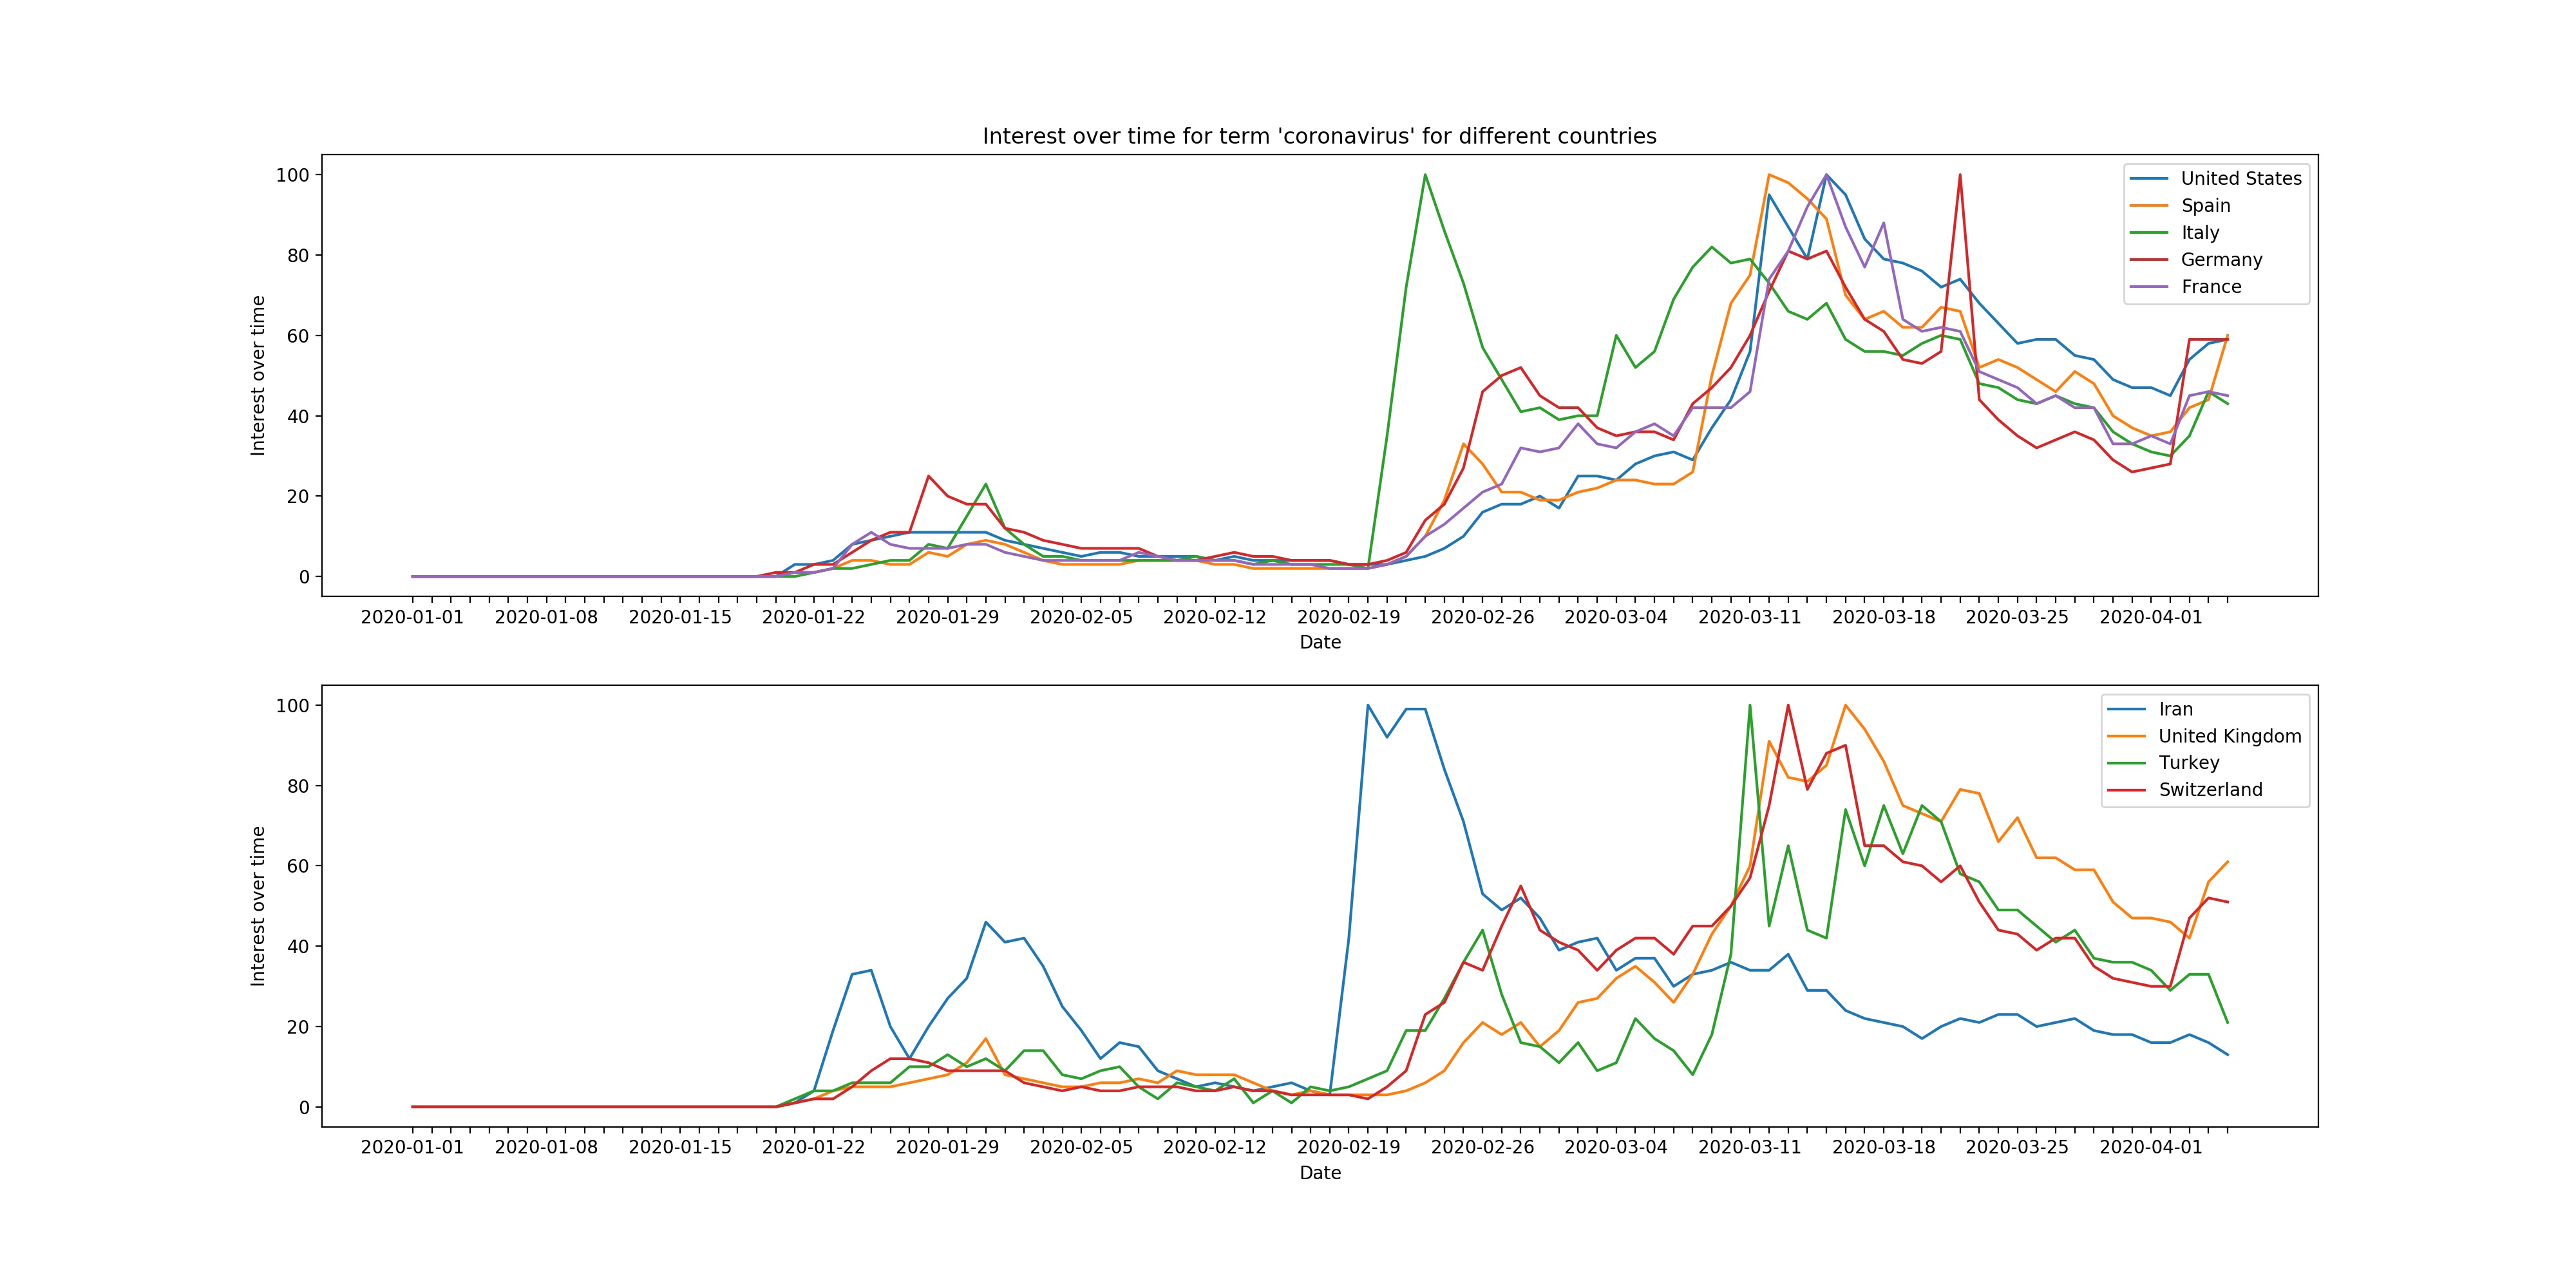 Interest over time for term 'coronavirus' for different countries
100
80
60
40
20
0
Interest over time
United States
Spain
Italy
Germany
France
2020-01-01 2020-01-08 2020-01-15 2020-01-22 2020-01-29 2020-02-05 2020-02-12 2020-02-19 2020-02-26 2020-03-04 2020-03-11 2020-03-18 2020-03-25 2020-04-01
Date
100
80
60
40
20
0
Interest over time
Iran
United Kingdom
Turkey
Switzerland
2020-01-01 2020-01-08 2020-01-15 2020-01-22 2020-01-29 2020-02-05 2020-02-12 2020-02-19 2020-02-26 2020-03-04 2020-03-11 2020-03-18 2020-03-25 2020-04-01
Date